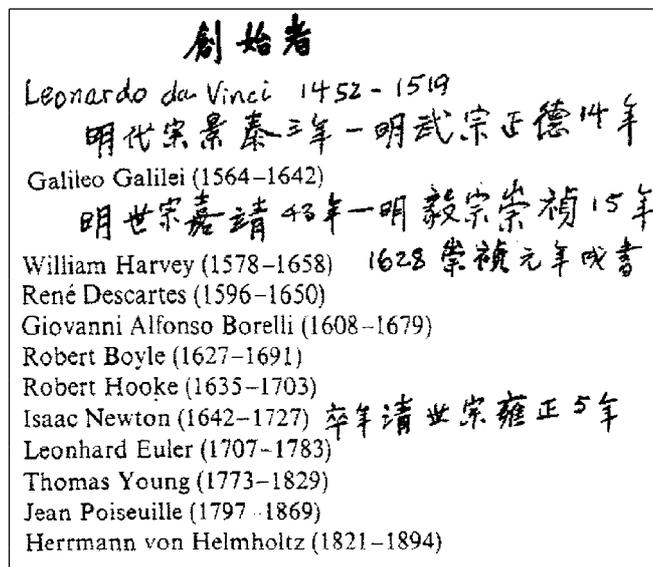 創始者
Leonardo da Vinci 1452-1519
明代宗景泰三年-明武宗正德14年
Galileo Galilei (1564–1642)
明世宗嘉靖43年-明毅宗崇禎15年
William Harvey (1578–1658) 1628崇禎元年成書
René Descartes (1596–1650)
Giovanni Alfonso Borelli (1608–1679)
Robert Boyle (1627–1691)
Robert Hooke (1635–1703)
Isaac Newton (1642–1727) 卒年清世宗雍正5年
Leonhard Euler (1707–1783)
Thomas Young (1773–1829)
Jean Poiseuille (1797–1869)
Herrmann von Helmholtz (1821–1894)